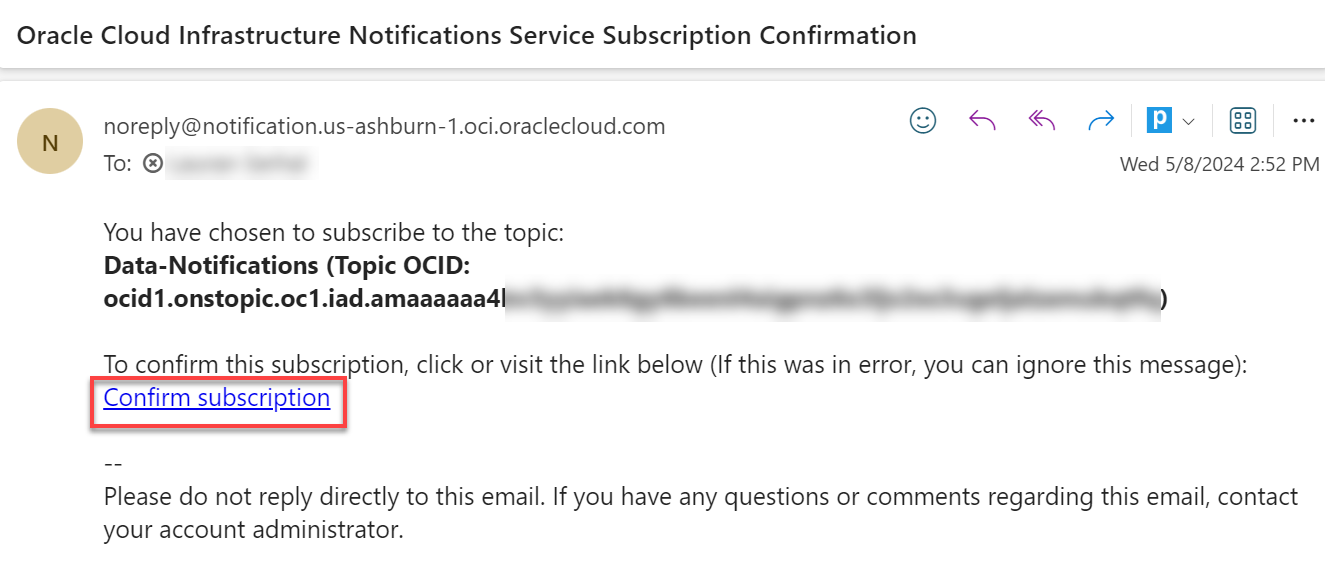 Oracle Cloud Infrastructure Notifications Service Subscription Confirmation
N
noreply@notification.us-ashburn-1.oci.oraclecloud.com
To:
Wed 5/8/2024 2:52 PM
You have chosen to subscribe to the topic:
Data-Notifications (Topic OCID:
ocid1.onstopic.oc1.iad.amaaaaaa4 )
To confirm this subscription, click or visit the link below (If this was in error, you can ignore this message):
Confirm subscription
--
Please do not reply directly to this email. If you have any questions or comments regarding this email, contact
your account administrator.